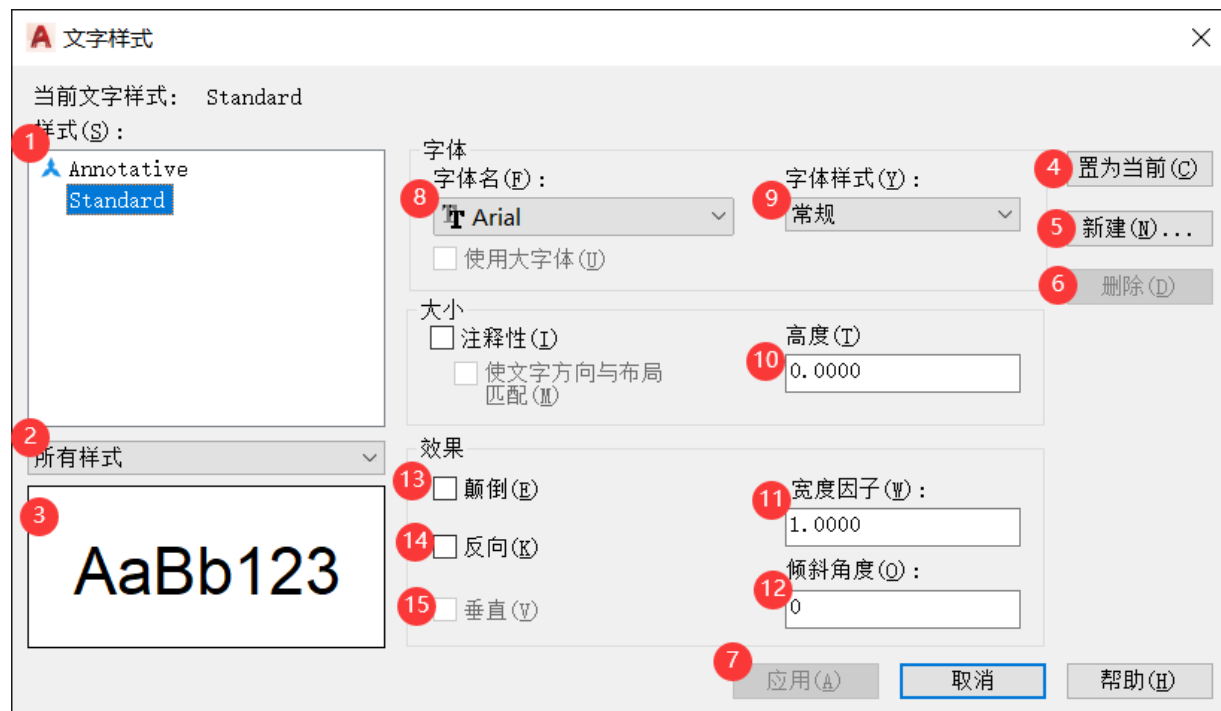 文字样式
当前文字样式: Standard
样式(S):
1
Annotative
Standard
2
所有样式
3
AaBb123
字体
字体名(F):
8
Arial
使用大字体(U)
字体样式(Y):
9
常规
大小
注释性(I)
使文字方向与布局
匹配(M)
高度(T)
10
0.0000
效果
13
颠倒(E)
14
反向(K)
15
垂直(V)
11
宽度因子(W):
1.0000
倾斜角度(O):
12
0
4
置为当前(C)
5
新建(N)...
6
删除(D)
7
应用(A)
取消
帮助(H)